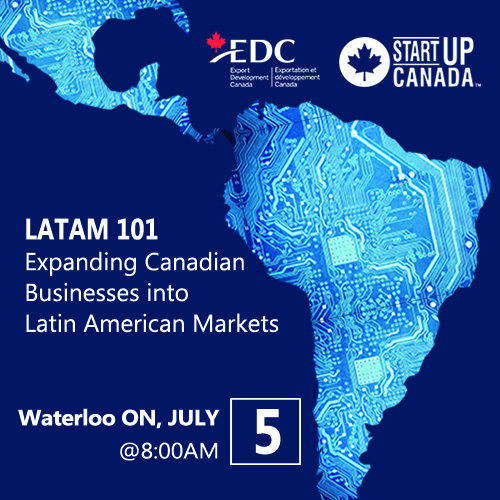 EDC
Export
Development
Canada
Exportation et
développement
Canada
START UP
CANADA™
LATAM 101
Expanding Canadian
Businesses into
Latin American Markets
Waterloo ON, JULY 5
@8:00AM